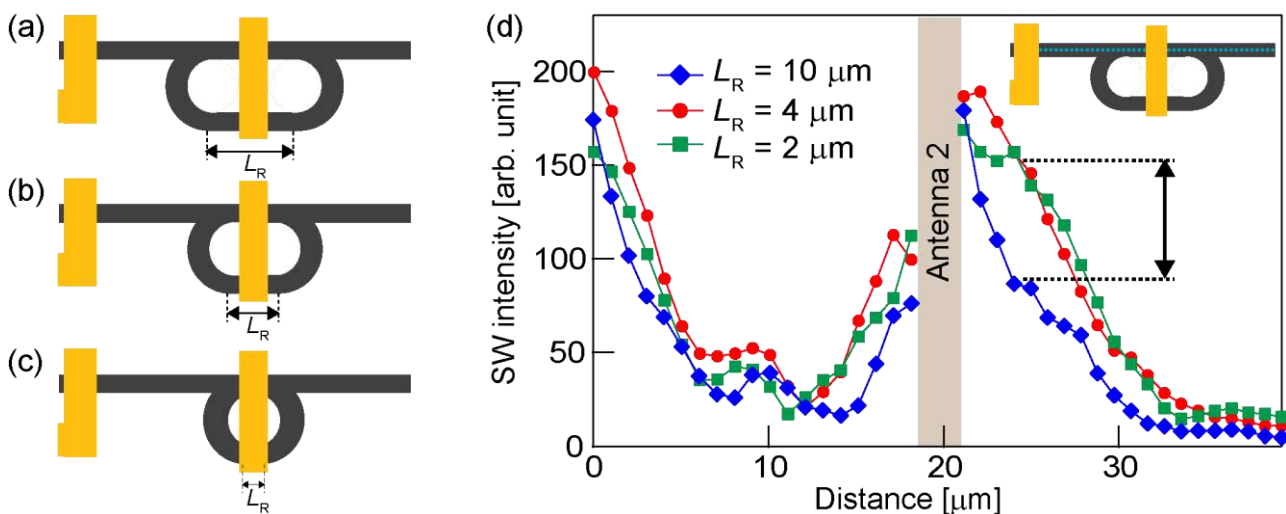 (a)
L_R
(b)
L_R
(c)
L_R
(d)
SW intensity [arb. unit]
200
150
100
50
0
L_R = 10 μm
L_R = 4 μm
L_R = 2 μm
Antenna 2
0 10 20 30
Distance [μm]